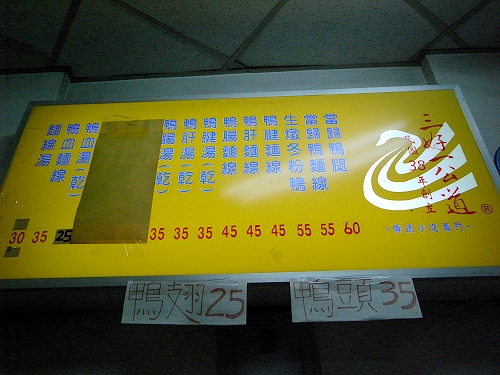 三好一公道
38年創立
®
當歸鴨腿 60
當歸鴨麵線 55
生燉冬粉鴨 55
鴨腱麵線 45
鴨肝麵線 45
鴨腸麵線 45
鴨腱湯(乾) 35
鴨肝湯(乾) 35
鴨腸湯(乾) 35
鴨血湯 25
鴨血麵線 35
麵線湯 30
鴨翅25
鴨頭35